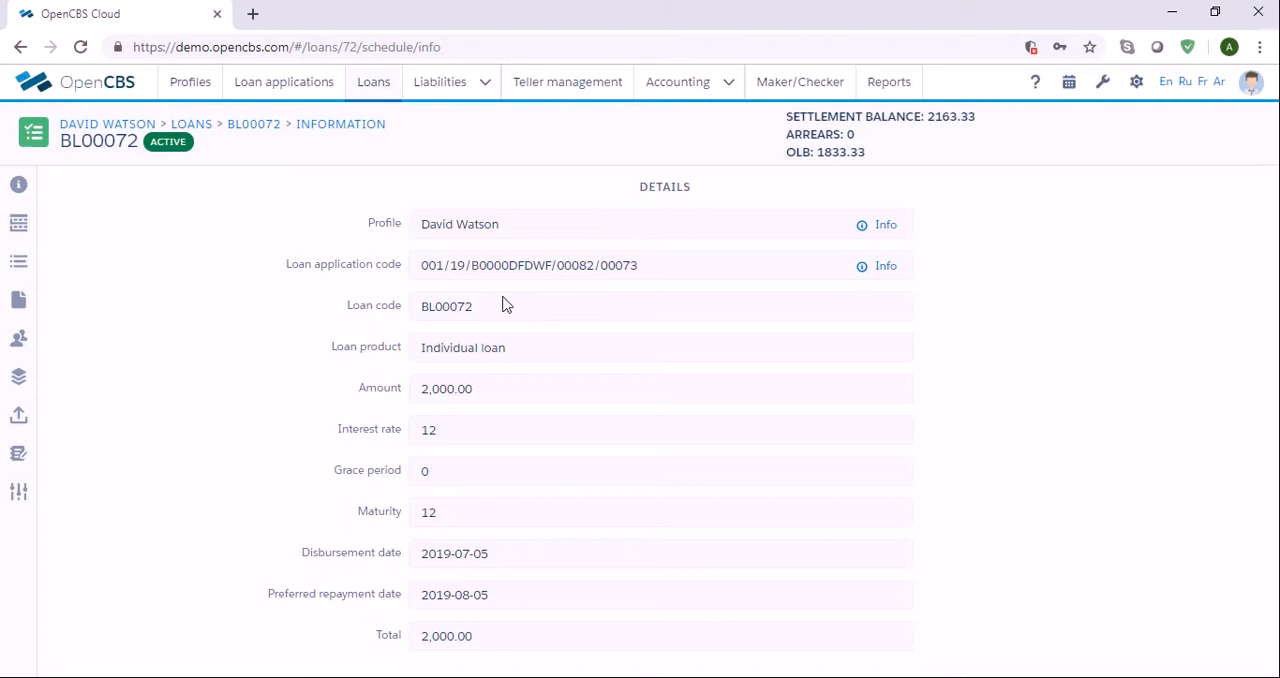 OpenCBS Cloud
https://demo.opencbs.com/#/loans/72/schedule/info
A
OpenCBS
Profiles
Loan applications
Loans
Liabilities
Teller management
Accounting
Maker/Checker
Reports
?
En Ru Fr Ar
DAVID WATSON > LOANS > BL00072 > INFORMATION
BL00072 ACTIVE
SETTLEMENT BALANCE: 2163.33
ARREARS: 0
OLB: 1833.33
DETAILS
Profile David Watson Info
Loan application code 001/19/B0000DFDWF/00082/00073 Info
Loan code BL00072
Loan product Individual loan
Amount 2,000.00
Interest rate 12
Grace period 0
Maturity 12
Disbursement date 2019-07-05
Preferred repayment date 2019-08-05
Total 2,000.00